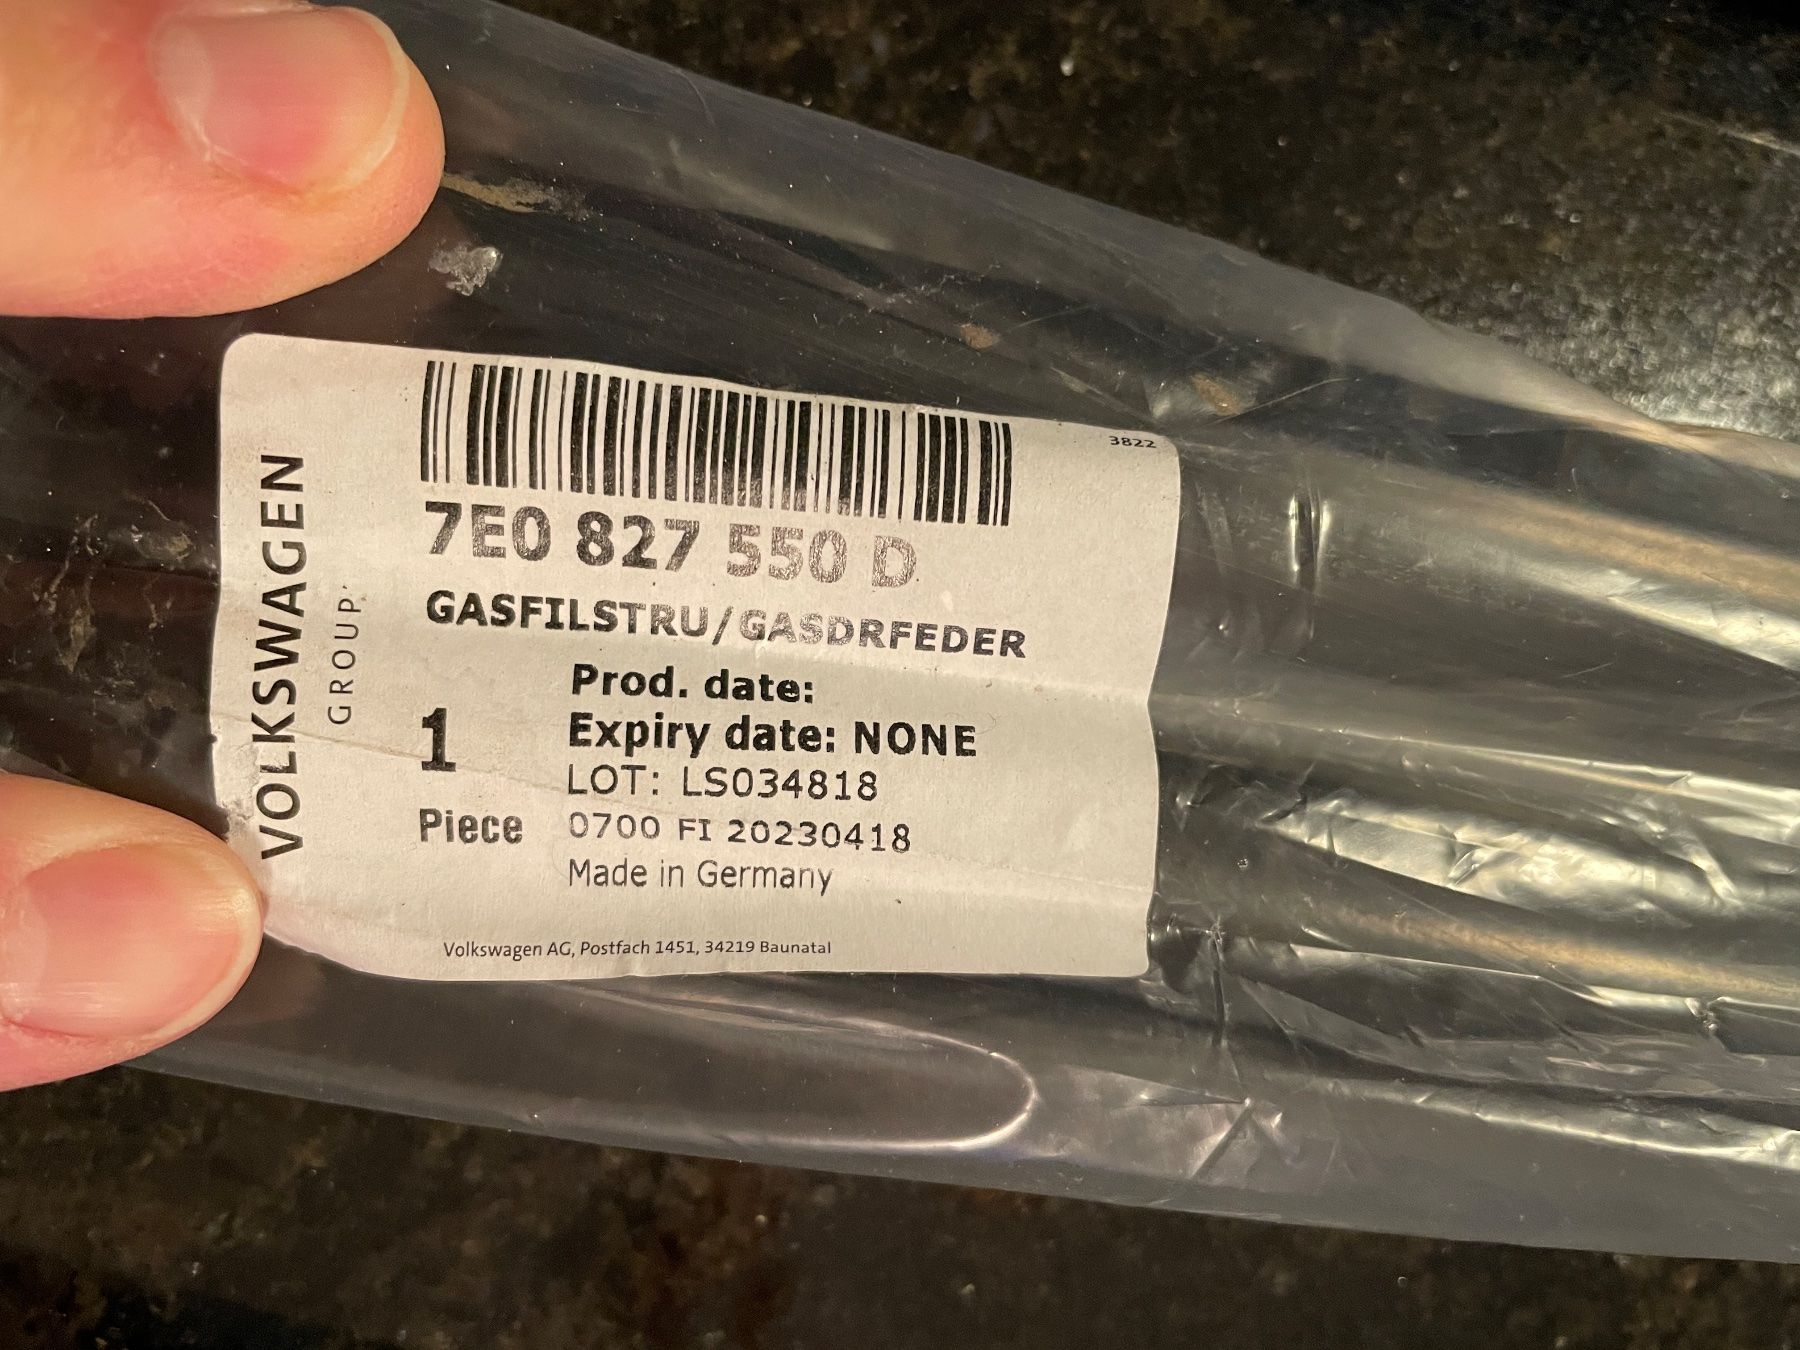 VOLKSWAGEN
GROUP
3822
7E0 827 550 D
GASFILSTRU/GASDRFEDER
Prod. date:
1
Expiry date: NONE
LOT: LS034818
Piece
0700 FI 20230418
Made in Germany
Volkswagen AG, Postfach 1451, 34219 Baunatal